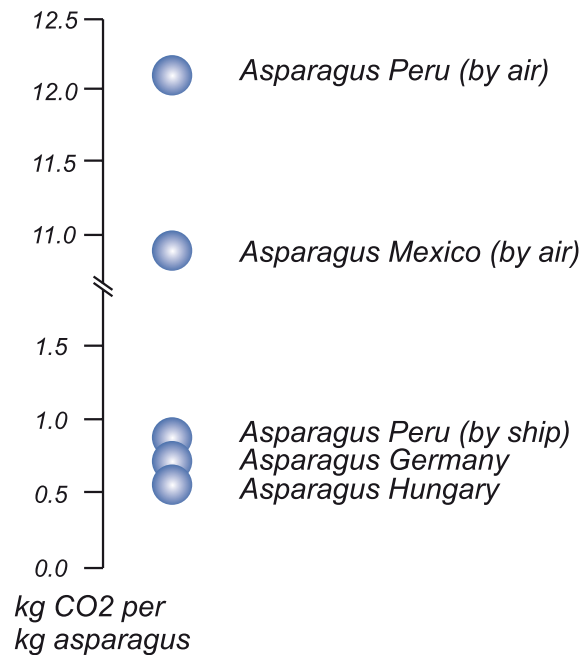 12.5
Asparagus Peru (by air)
12.0
11.5
11.0
Asparagus Mexico (by air)
1.5
1.0
Asparagus Peru (by ship)
Asparagus Germany
0.5
Asparagus Hungary
0.0
kg CO2 per
kg asparagus